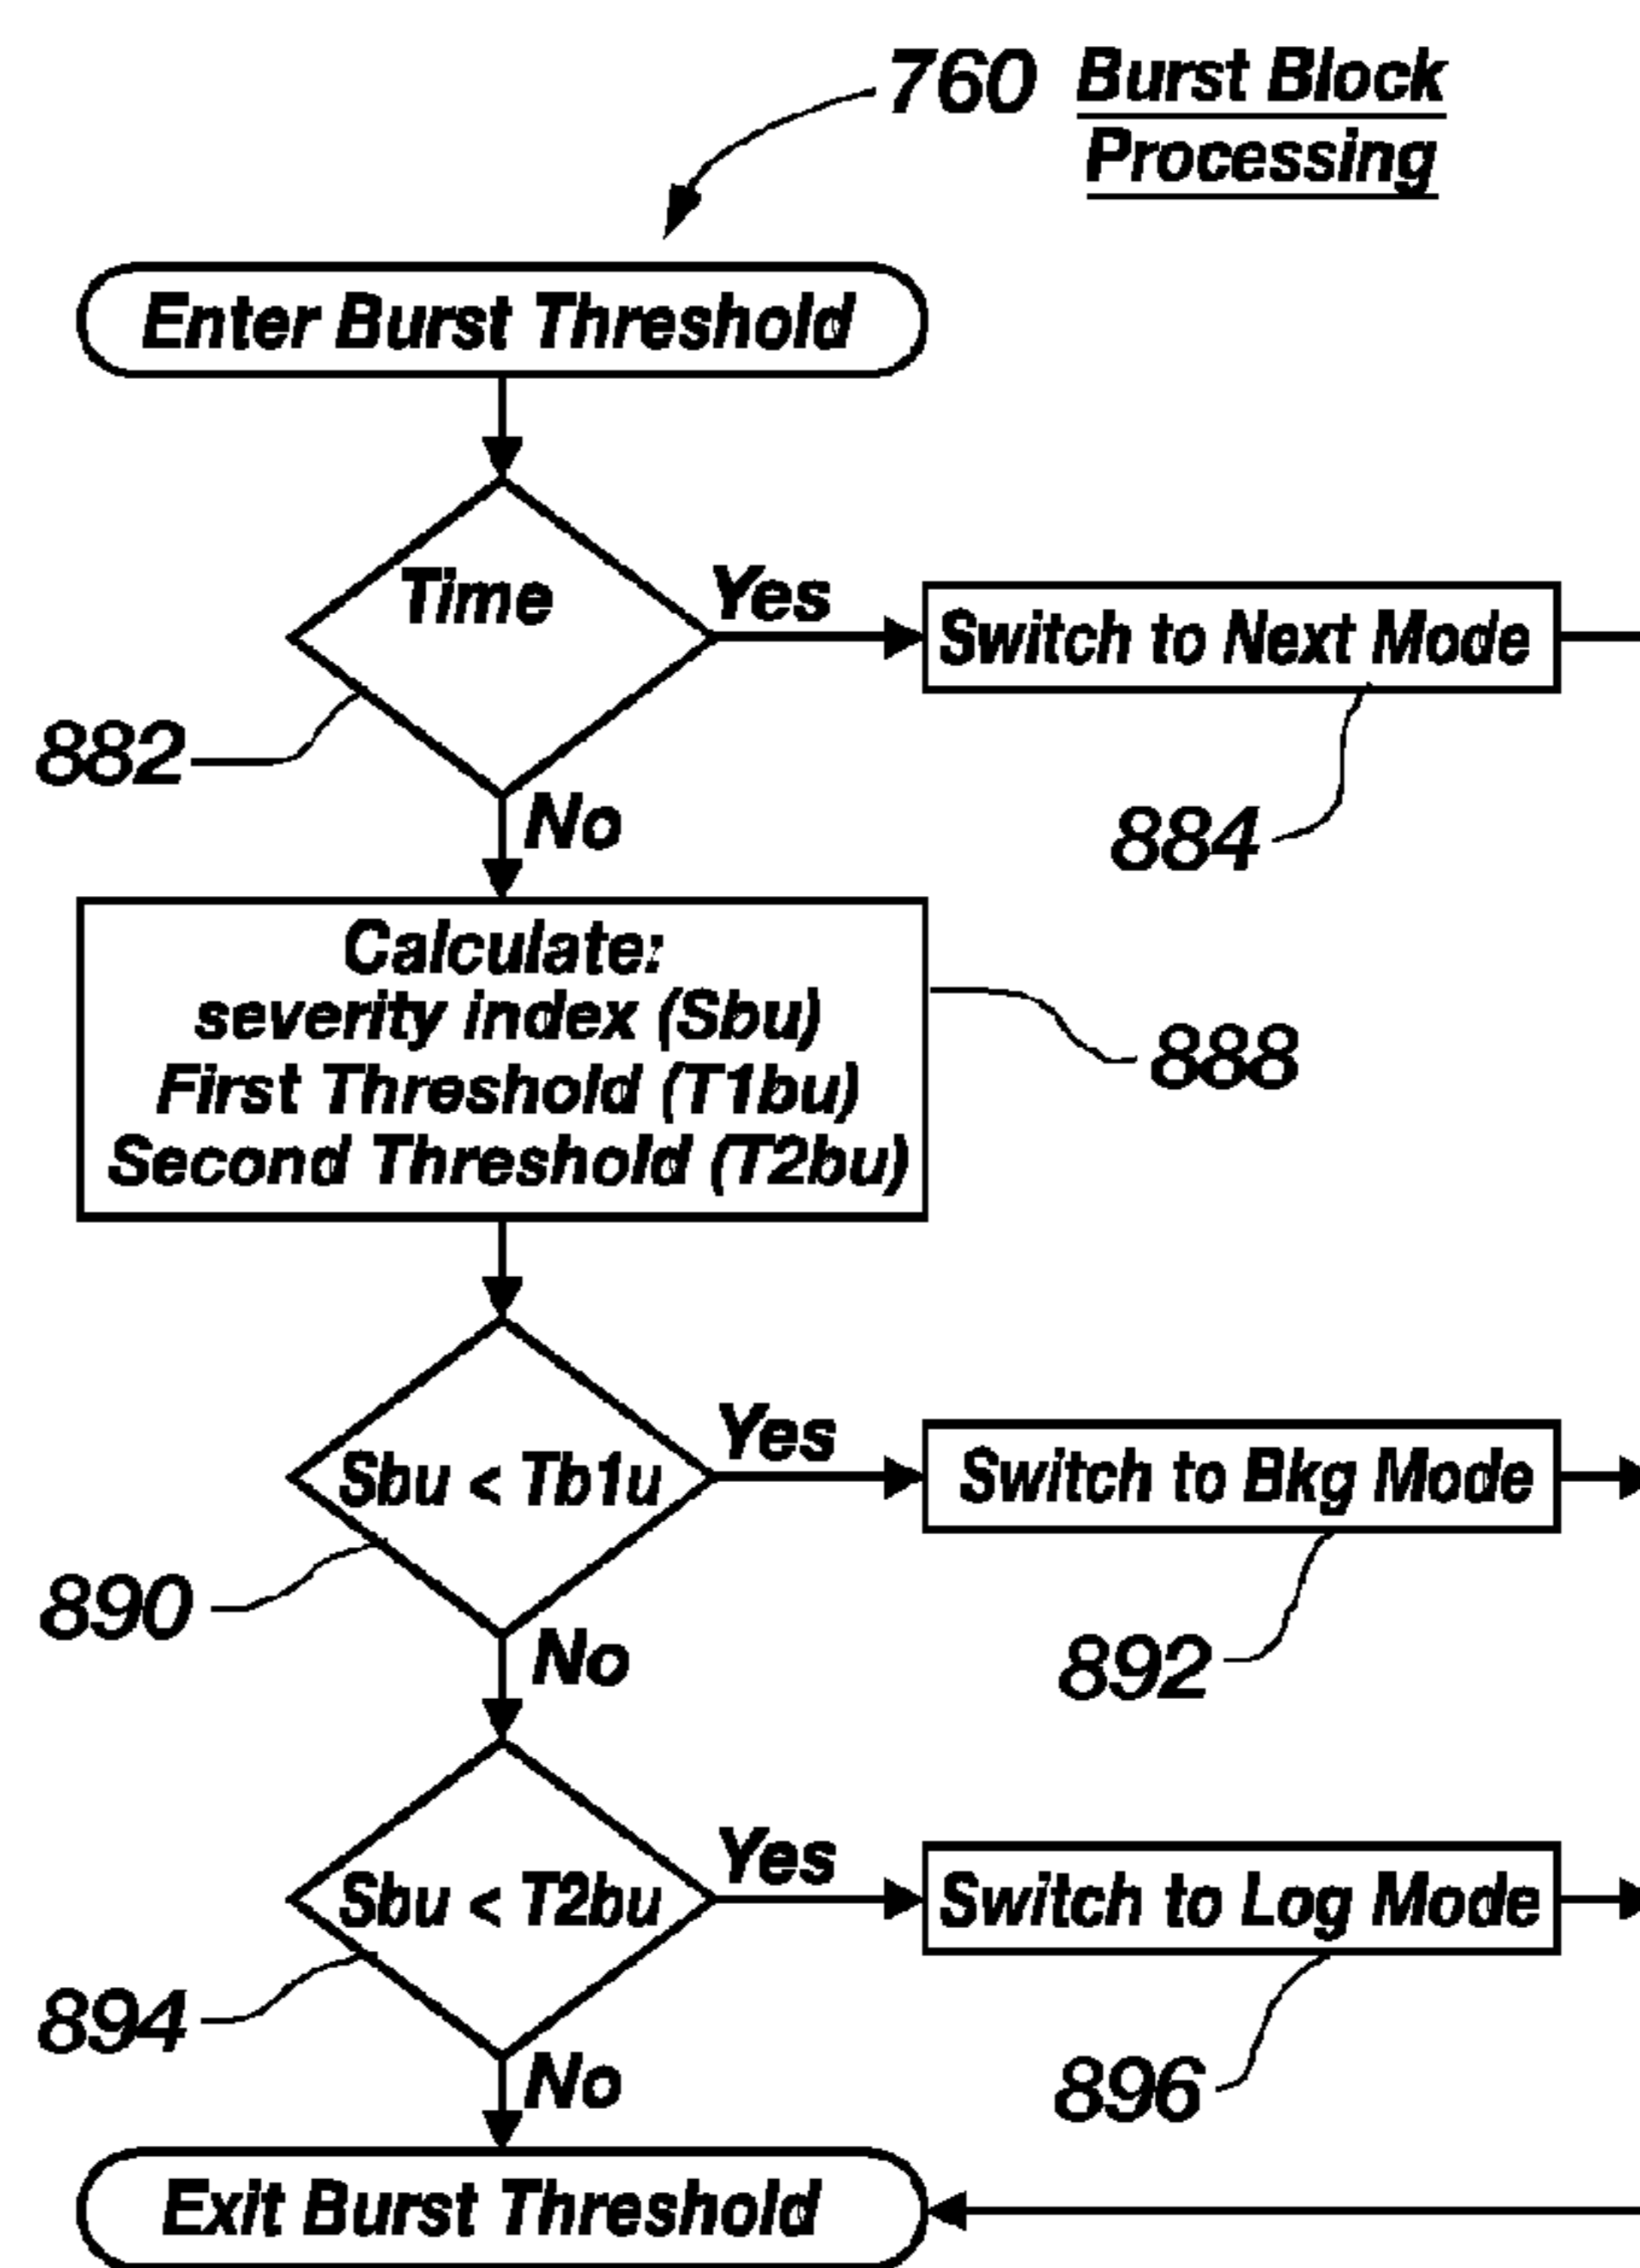 760 Burst Block
Processing
Enter Burst Threshold
Time
Yes
Switch to Next Mode
882
884
No
Calculate:
severity index (Sbu)
First Threshold (T1bu)
Second Threshold (T2bu)
888
Sbu < Tb1u
Yes
Switch to Bkg Mode
890
892
No
Sbu < T2bu
Yes
Switch to Log Mode
894
896
No
Exit Burst Threshold